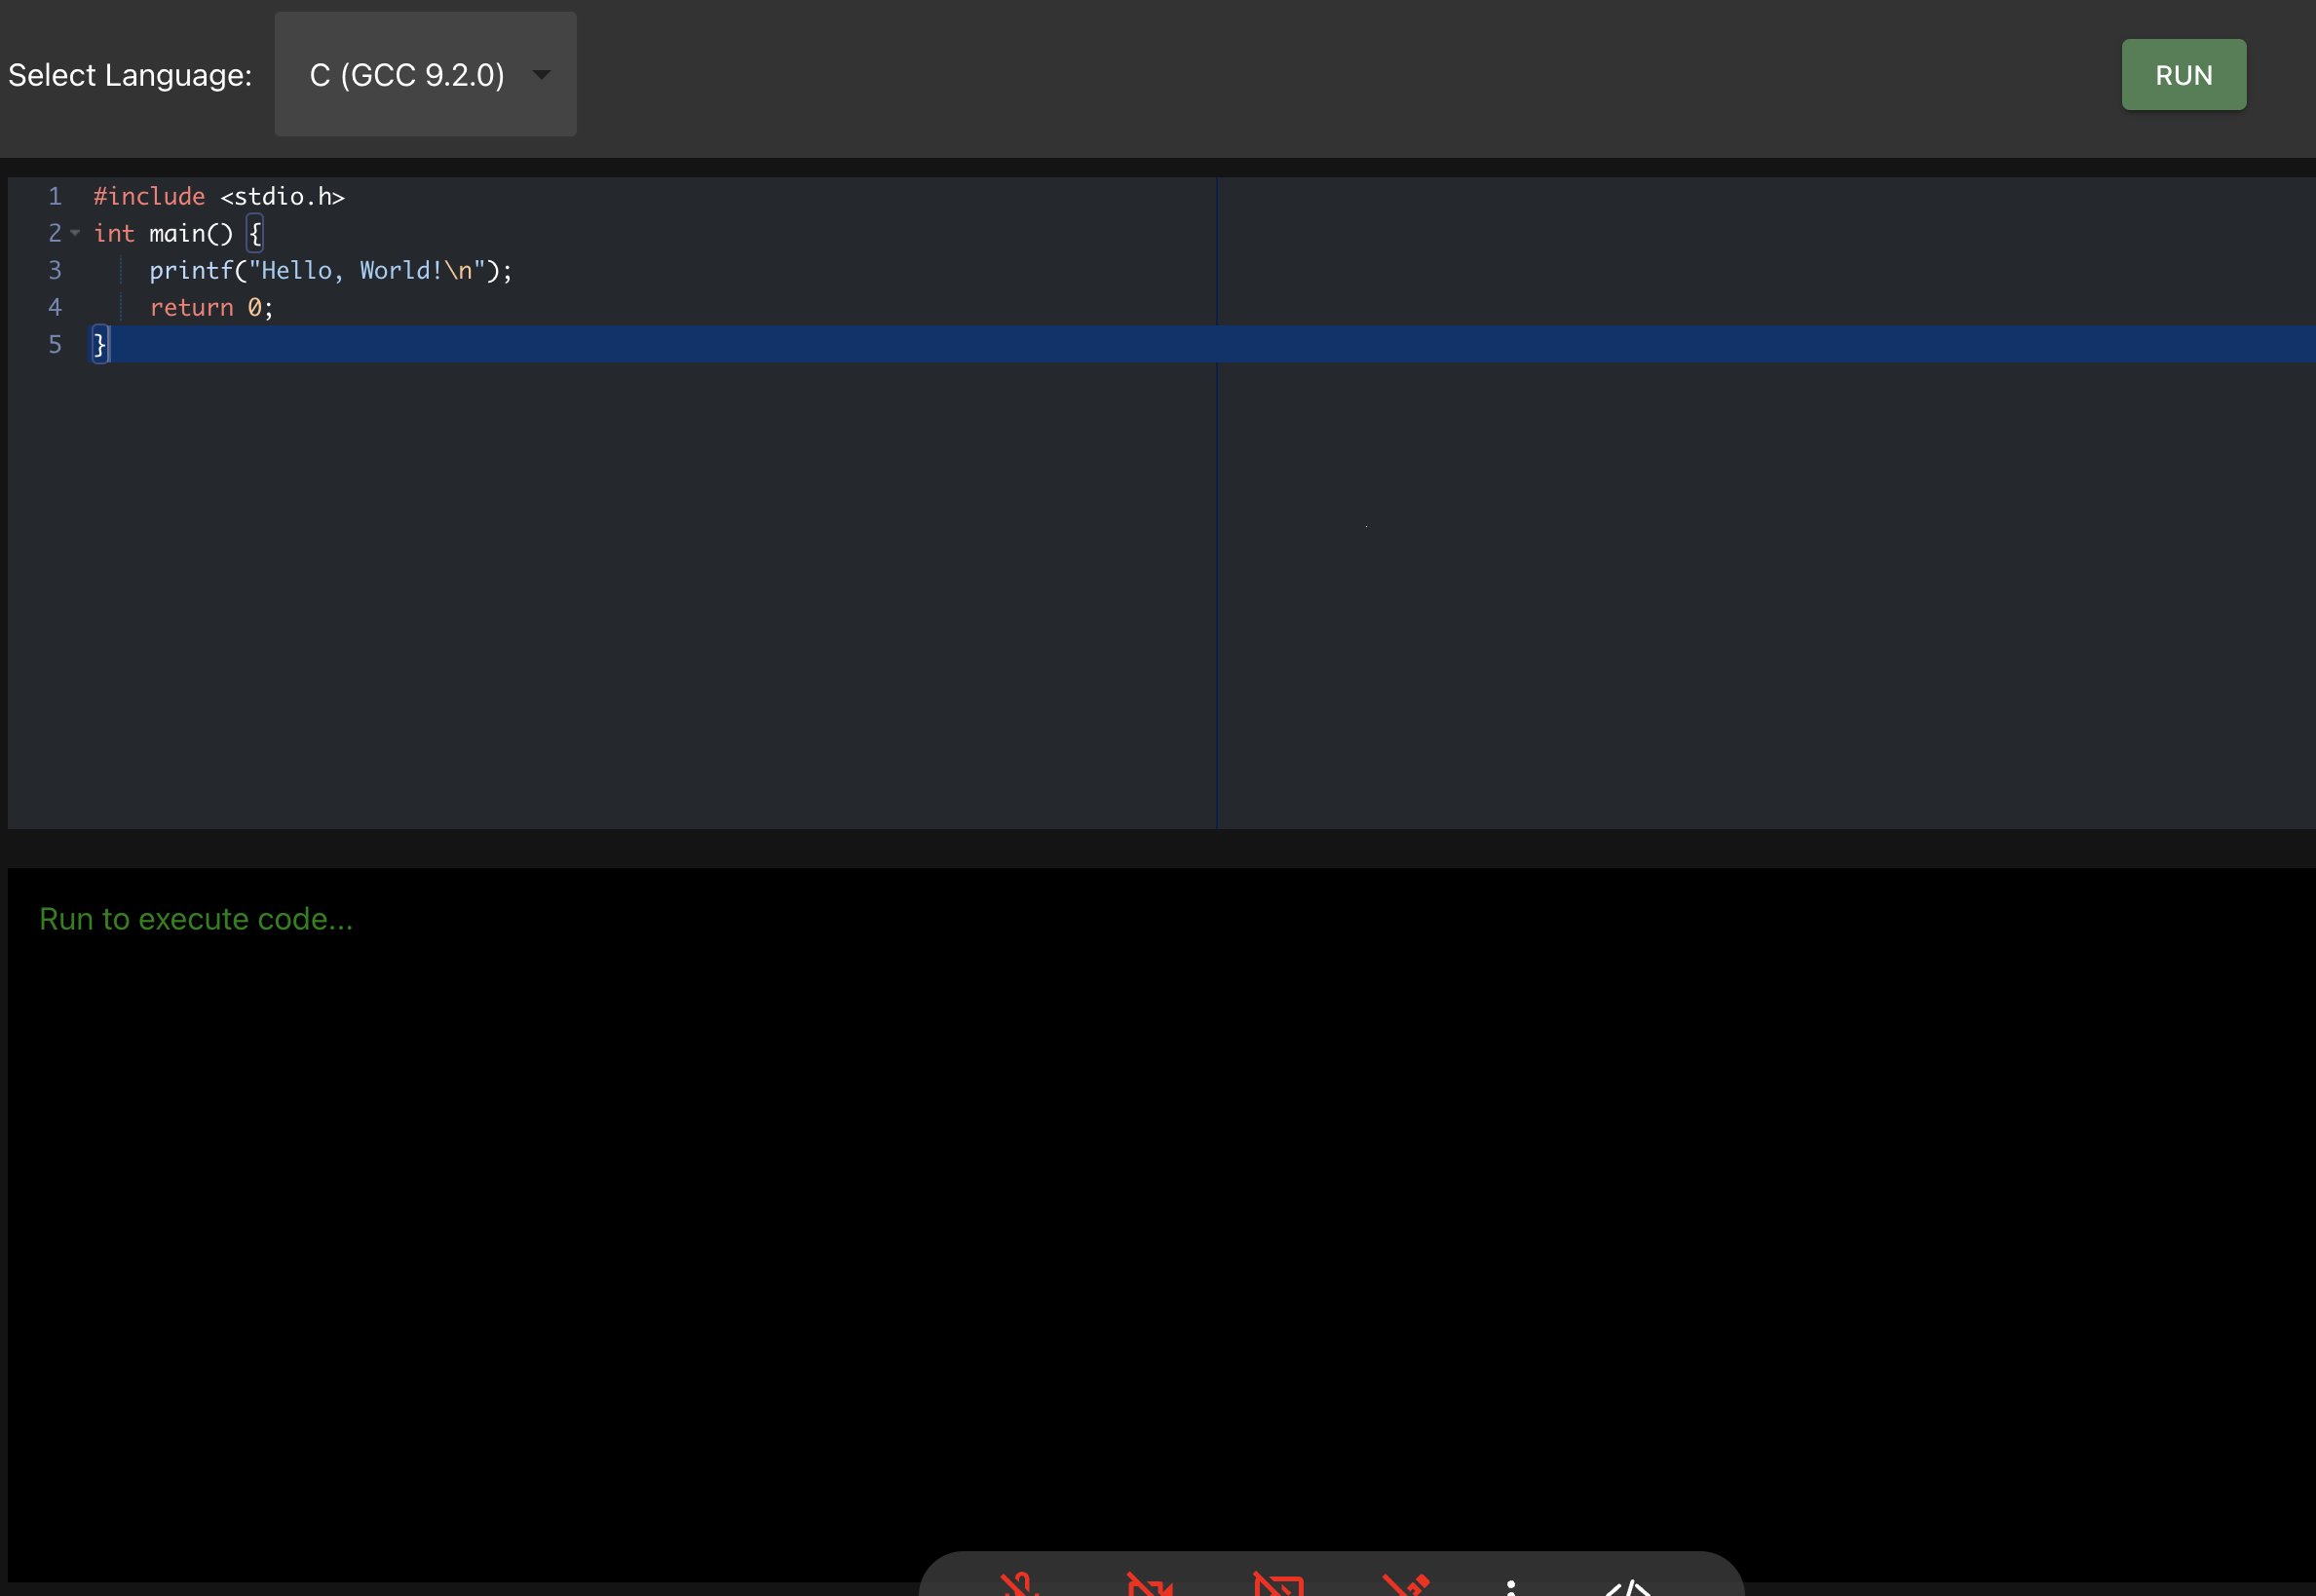 Select Language: C (GCC 9.2.0) RUN
1 #include <stdio.h>
2 int main() {
3     printf("Hello, World!\n");
4     return 0;
5 }
Run to execute code...